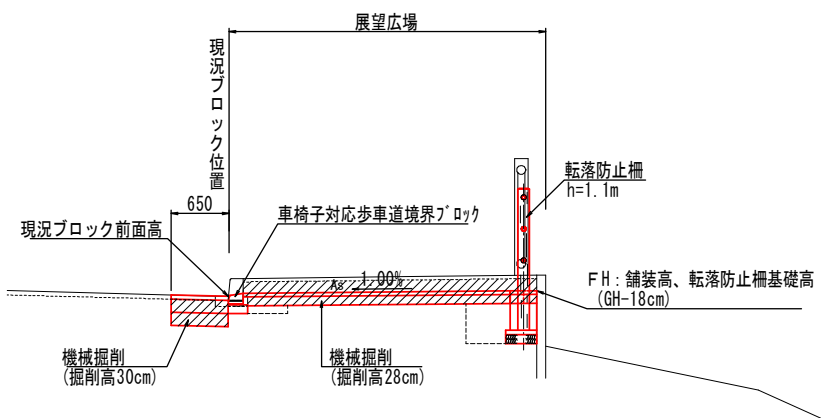 展望広場
現況ブロック位置
650
転落防止柵
h=1.1m
車椅子対応歩車道境界ﾌﾞﾛｯｸ
現況ブロック前面高
As
1.00%
ＦＨ：舗装高、転落防止柵基礎高
(GH-18cm)
機械掘削
(掘削高30cm)
機械掘削
(掘削高28cm)